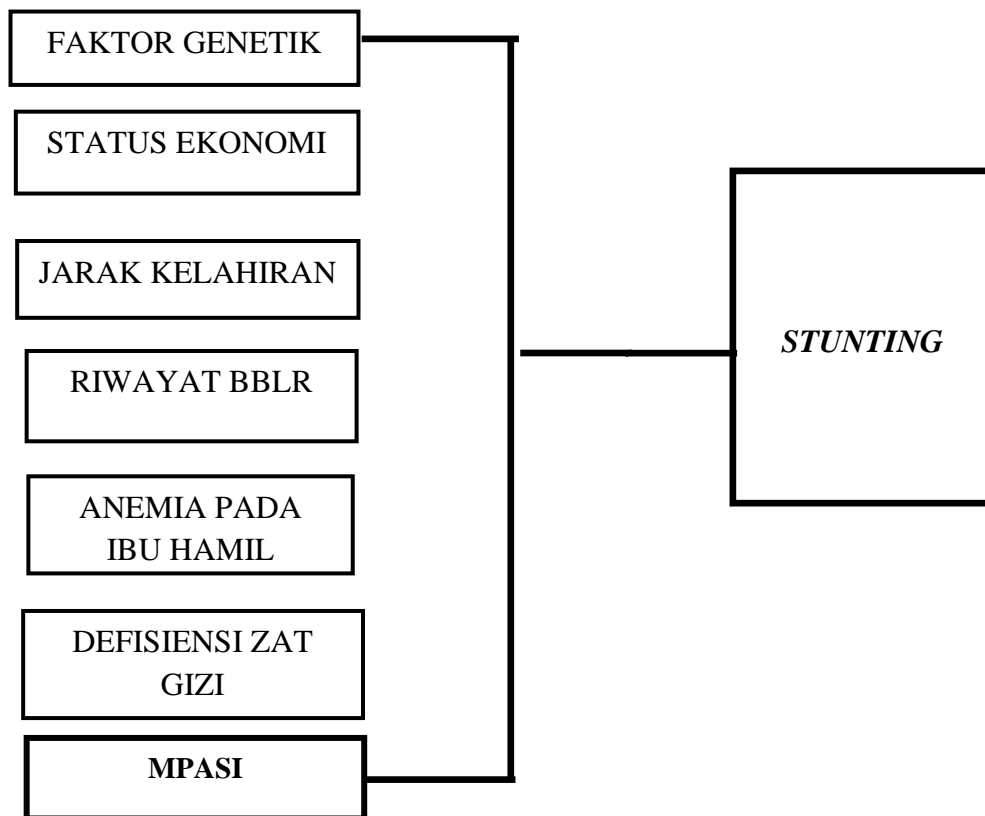 FAKTOR GENETIK
STATUS EKONOMI
JARAK KELAHIRAN
RIWAYAT BBLR
ANEMIA PADA
IBU HAMIL
DEFISIENSI ZAT
GIZI
MPASI
STUNTING